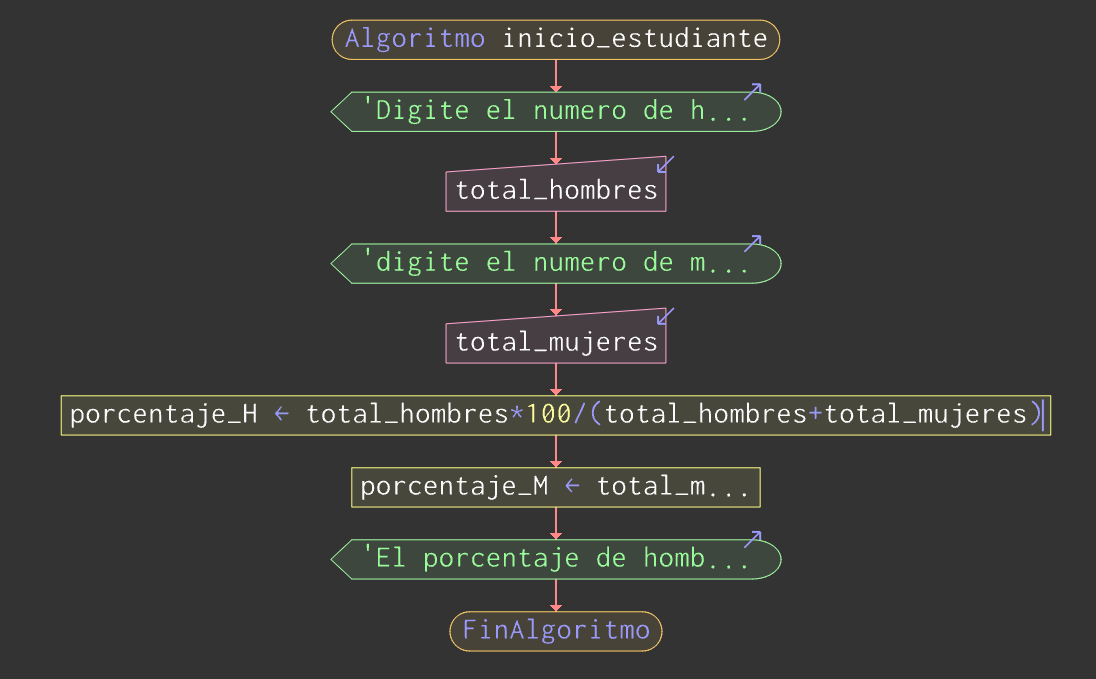 Algoritmo inicio_estudiante
'Digite el numero de h...
total_hombres
'digite el numero de m...
total_mujeres
porcentaje_H ← total_hombres*100/(total_hombres+total_mujeres)
porcentaje_M ← total_m...
'El porcentaje de homb...
FinAlgoritmo